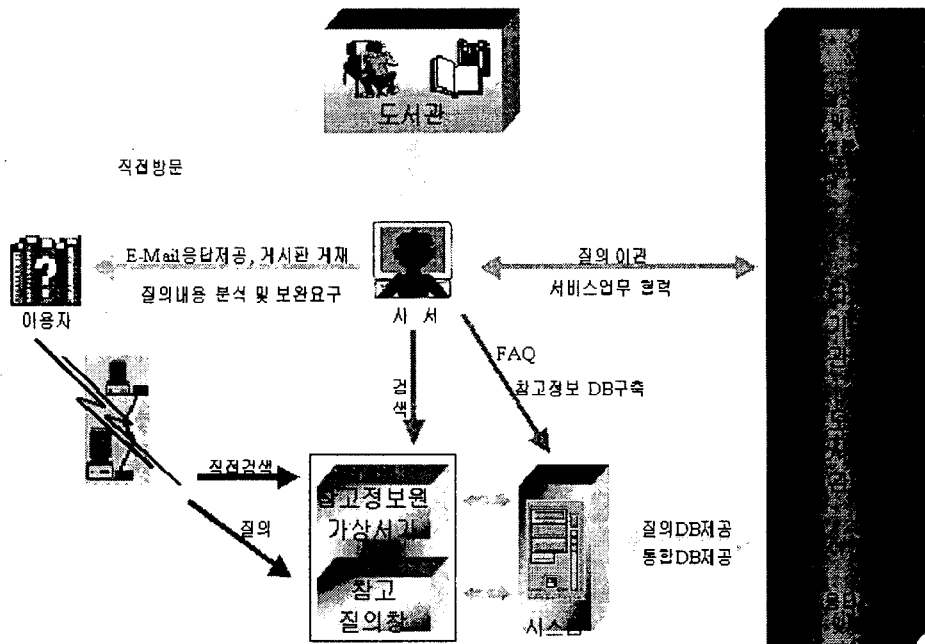 도서관
직접방문
E-Mail응답제공, 게시판 게재
질의내용 분석 및 보완요구
이용자
사 서
질의 이관
서비스업무 협력
FAQ
참고정보 DB구축
검색
직접검색
질의
참고정보원
가상서가
참고
질의창
시스템
질의DB제공
통합DB제공